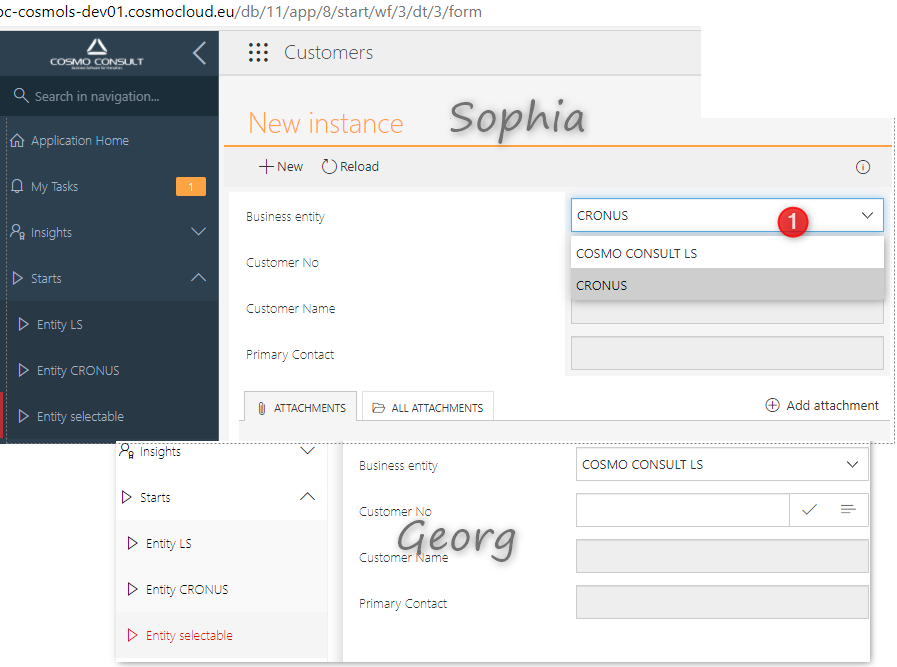 oc-cosmols-dev01.cosmocloud.eu/db/11/app/8/start/wf/3/dt/3/form
COSMO CONSULT
Customers
Search in navigation...
New instance
Sophia
Application Home
New
Reload
My Tasks
1
Business entity
CRONUS
1
Insights
COSMO CONSULT LS
Customer No
Starts
CRONUS
Customer Name
Entity LS
Primary Contact
Entity CRONUS
ATTACHMENTS
ALL ATTACHMENTS
Add attachment
Entity selectable
Insights
Business entity
COSMO CONSULT LS
Starts
Customer No
Georg
Entity LS
Customer Name
Entity CRONUS
Primary Contact
Entity selectable